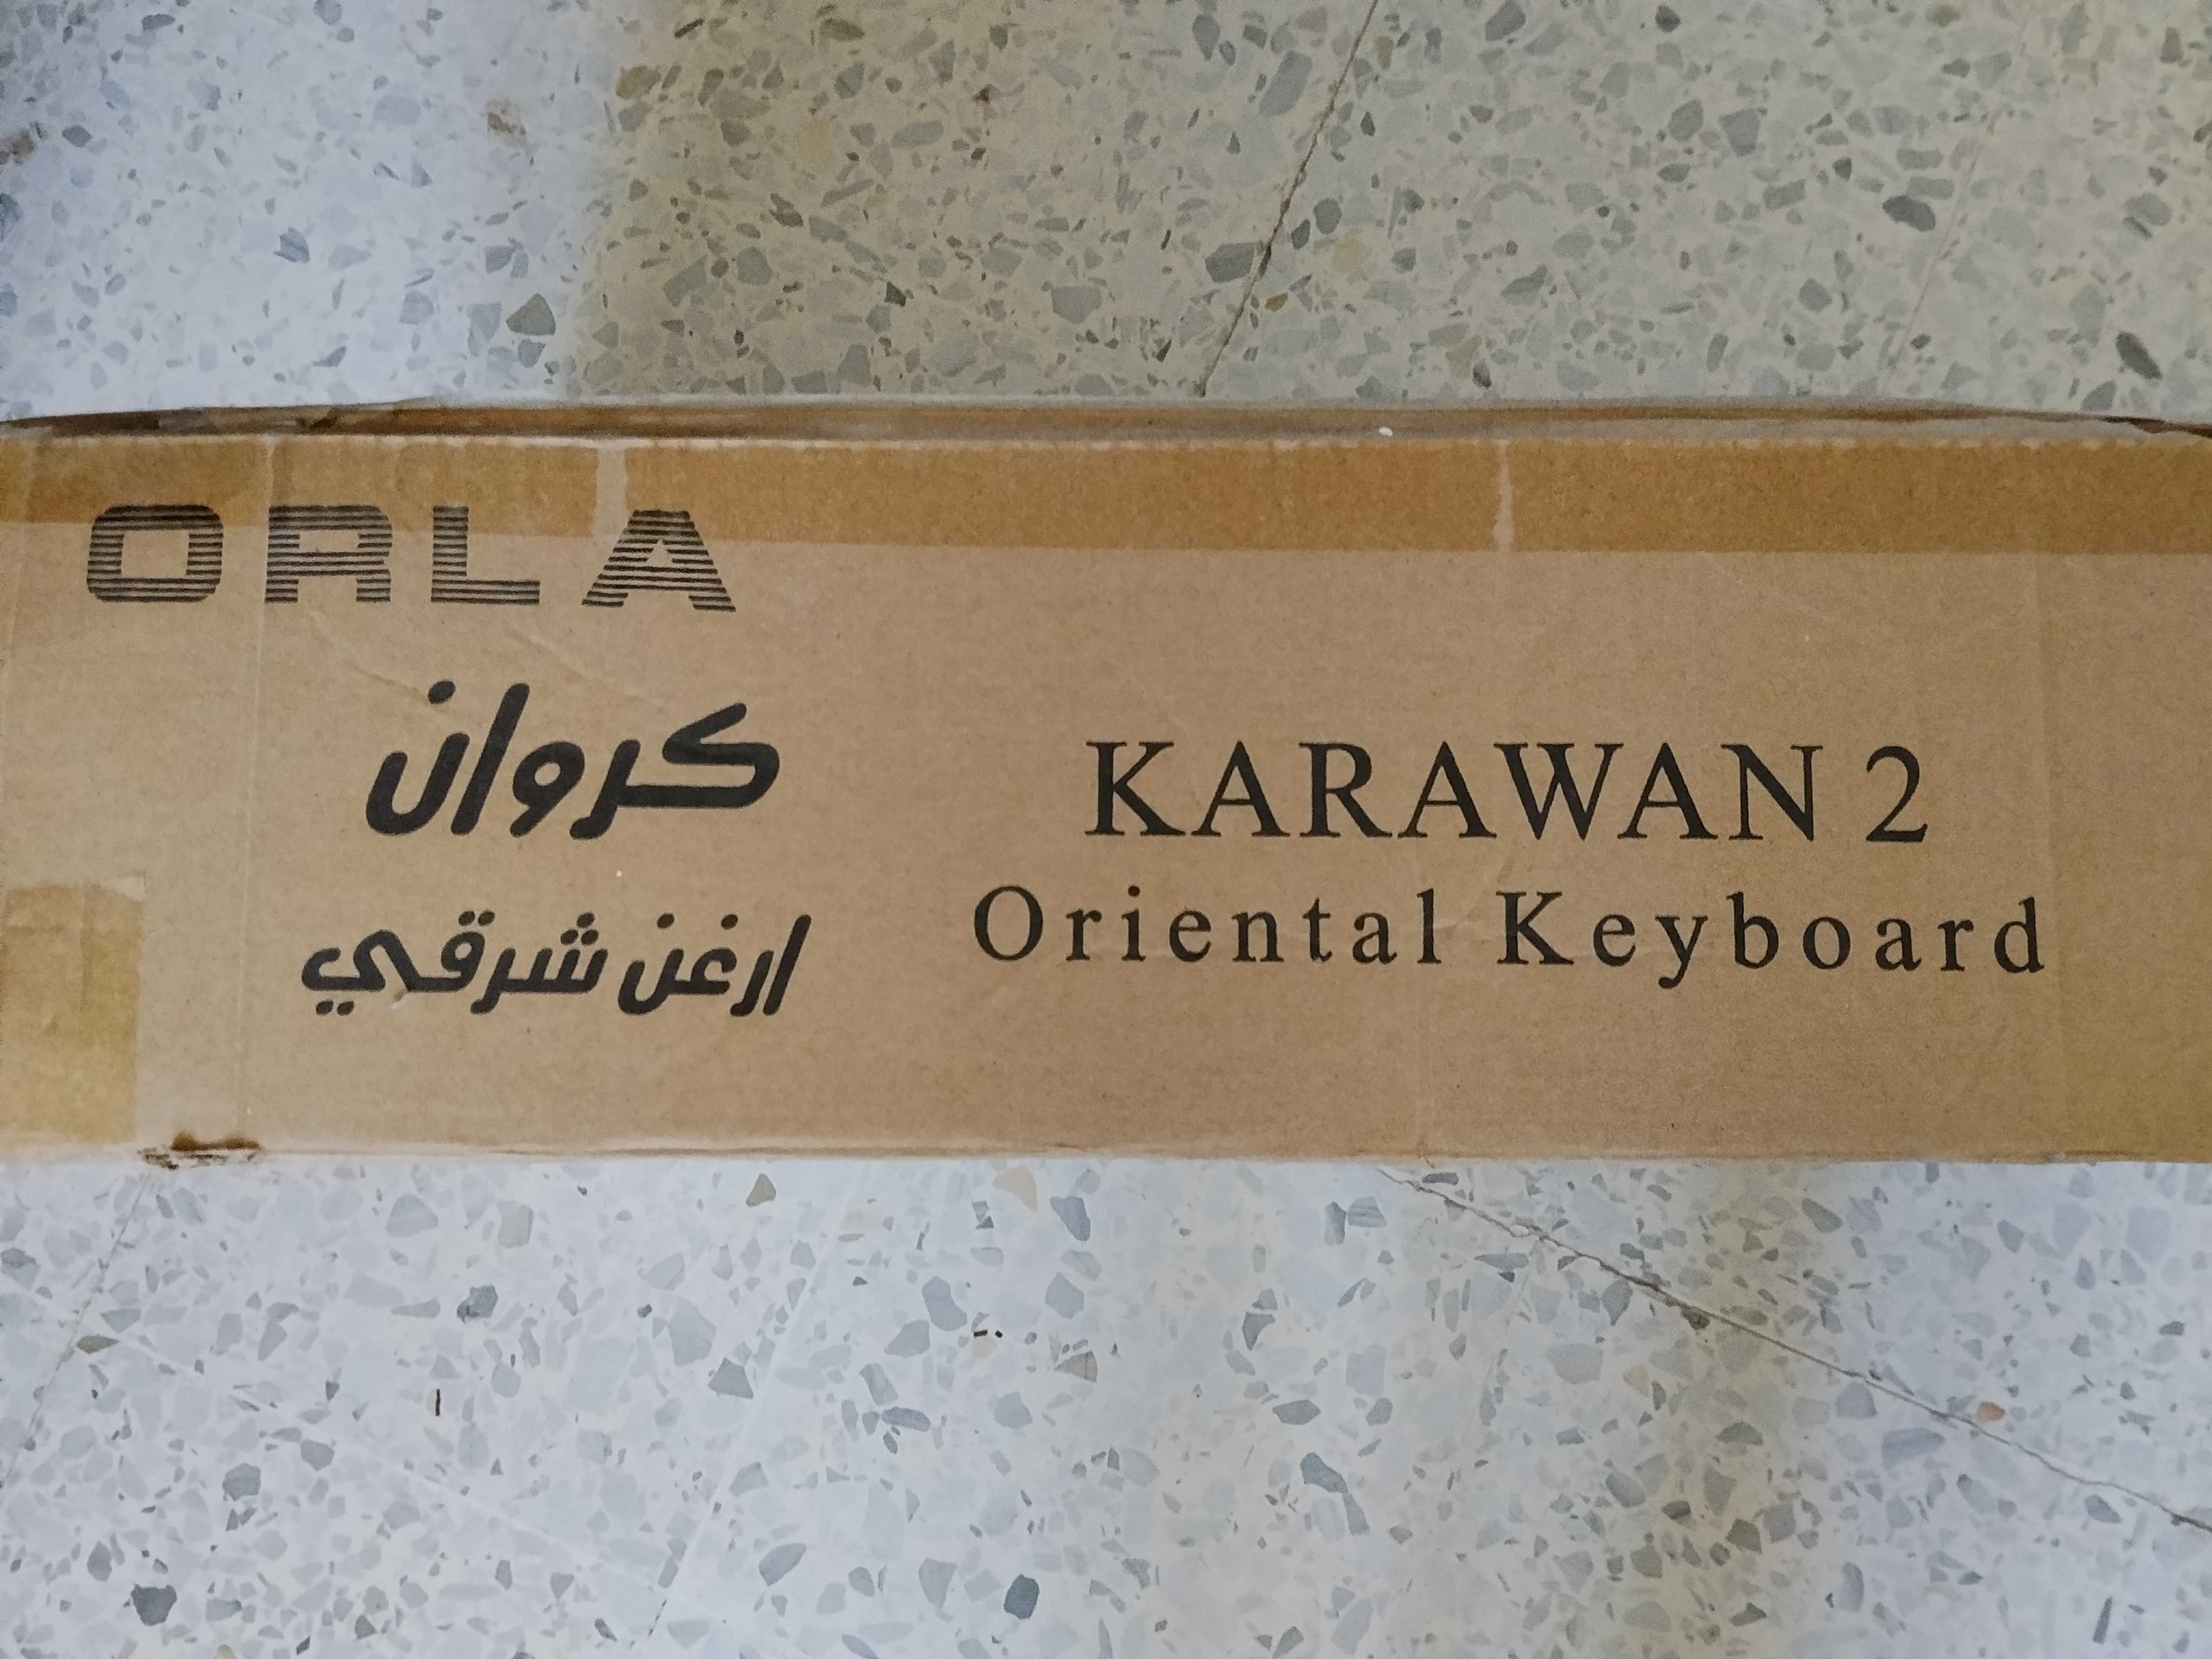 ORLA
كروان
ارغن شرقي
KARAWAN 2
Oriental Keyboard